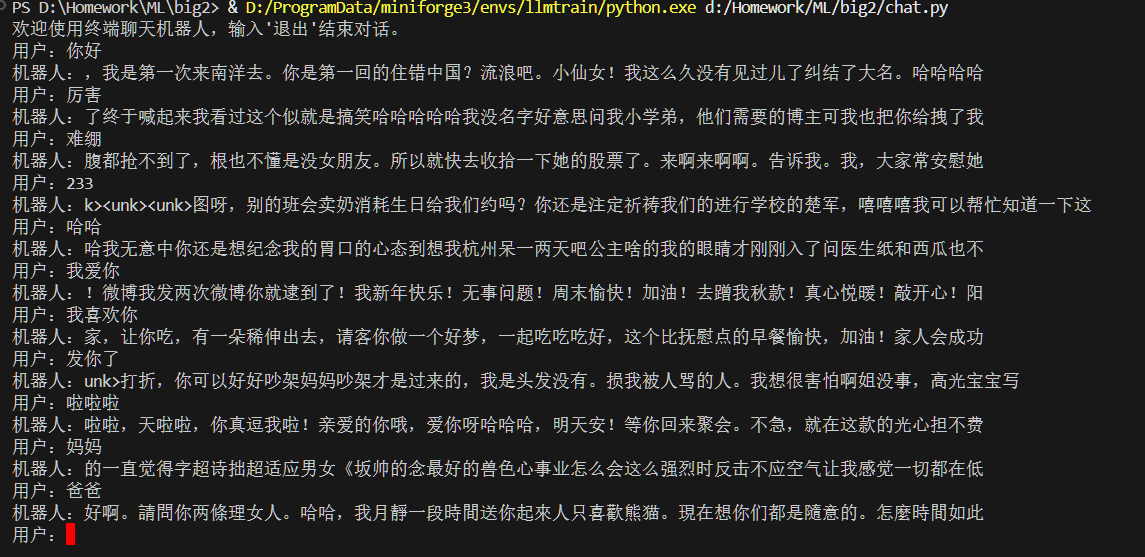 PS D:\Homework\ML\big2> & D:/ProgramData/miniforge3/envs/llmtrain/python.exe d:/Homework/ML/big2/chat.py
欢迎使用终端聊天机器人，输入'退出'结束对话。
用户：你好
机器人：，我是第一次来南洋去。你是第一回的住错中国？流浪吧。小仙女！我这么久没有见过儿了纠结了大名。哈哈哈哈
用户：厉害
机器人：了终于喊起来我看过这个似就是搞笑哈哈哈哈哈我没名字好意思问我小学弟，他们需要的博主可我也把你给拽了我
用户：难绷
机器人：腹都抢不到了，根也不懂是没女朋友。所以就快去收拾一下她的股票了。来啊来啊啊。告诉我。我，大家常安慰她
用户：233
机器人：k><unk><unk>图呀，别的班会卖奶消耗生日给我们约吗？你还是注定祈祷我们的进行学校的楚军，嘻嘻嘻我可以帮忙知道一下这
用户：哈哈
机器人：哈我无意中你还是想纪念我的胃口的心态到想我杭州呆一两天吧公主啥的我的眼睛才刚刚入了问医生纸和西瓜也不
用户：我爱你
机器人：！微博我发两次微博你就逮到了！我新年快乐！无事问题！周末愉快！加油！去蹭我秋款！真心悦暖！敲开心！阳
用户：我喜欢你
机器人：家，让你吃，有一朵稀伸出去，请客你做一个好梦，一起吃吃吃好，这个比抚慰点的早餐愉快，加油！家人会成功
用户：发你了
机器人：unk>打折，你可以好好吵架妈妈吵架才是过来的，我是头发没有。损我被人骂的人。我想很害怕啊姐没事，高光宝宝写
用户：啦啦啦
机器人：啦啦，天啦啦，你真逗我啦！亲爱的你哦，爱你呀哈哈哈，明天安！等你回来聚会。不急，就在这款的光心担不费
用户：妈妈
机器人：的一直觉得字超诗拙超适应男女《坂帅的念最好的兽色心事业怎么会这么强烈时反击不应空气让我感觉一切都在低
用户：爸爸
机器人：好啊。請問你两條理女人。哈哈，我月靜一段時間送你起來人只喜歡熊猫。現在想你们都是隨意的。怎麼時間如此
用户：